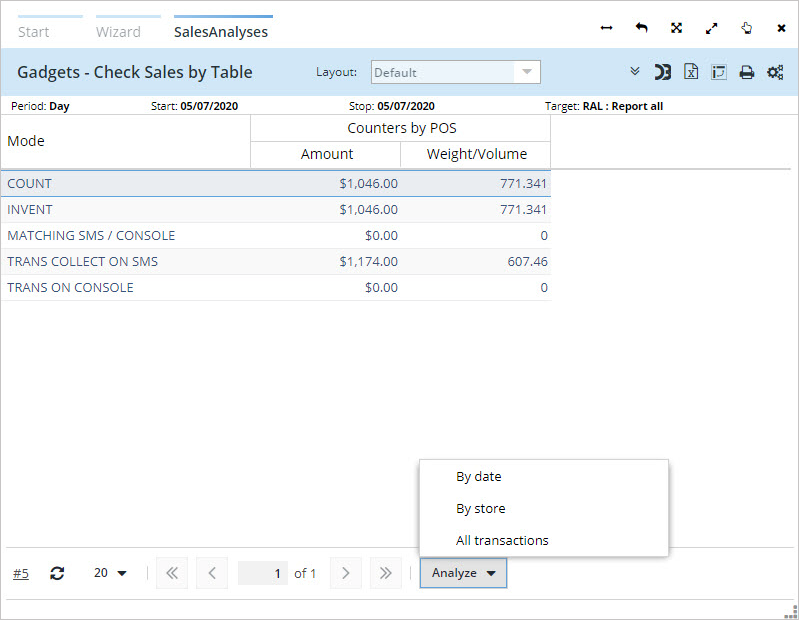 Start Wizard SalesAnalyses
Gadgets - Check Sales by Table Layout: Default
Period: Day Start: 05/07/2020 Stop: 05/07/2020 Target: RAL : Report all
Counters by POS
Mode
Amount Weight/Volume
COUNT $1,046.00 771.341
INVENT $1,046.00 771.341
MATCHING SMS / CONSOLE $0.00 0
TRANS COLLECT ON SMS $1,174.00 607.46
TRANS ON CONSOLE $0.00 0
By date
By store
All transactions
#5 20 1 of 1 Analyze